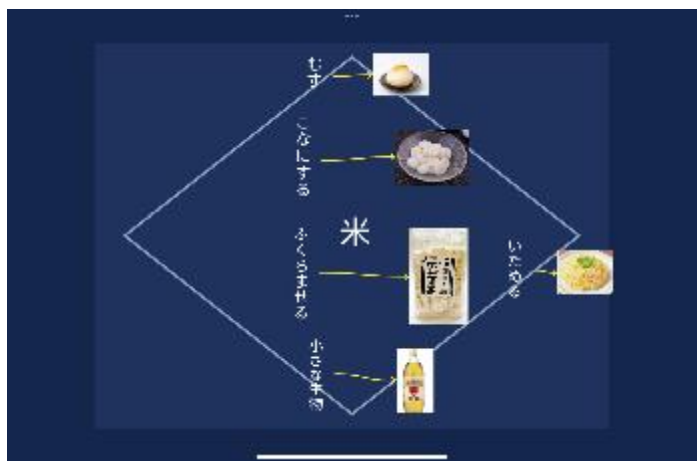 むす
こなにする
米
ふくらませる
いためる
小さな生物